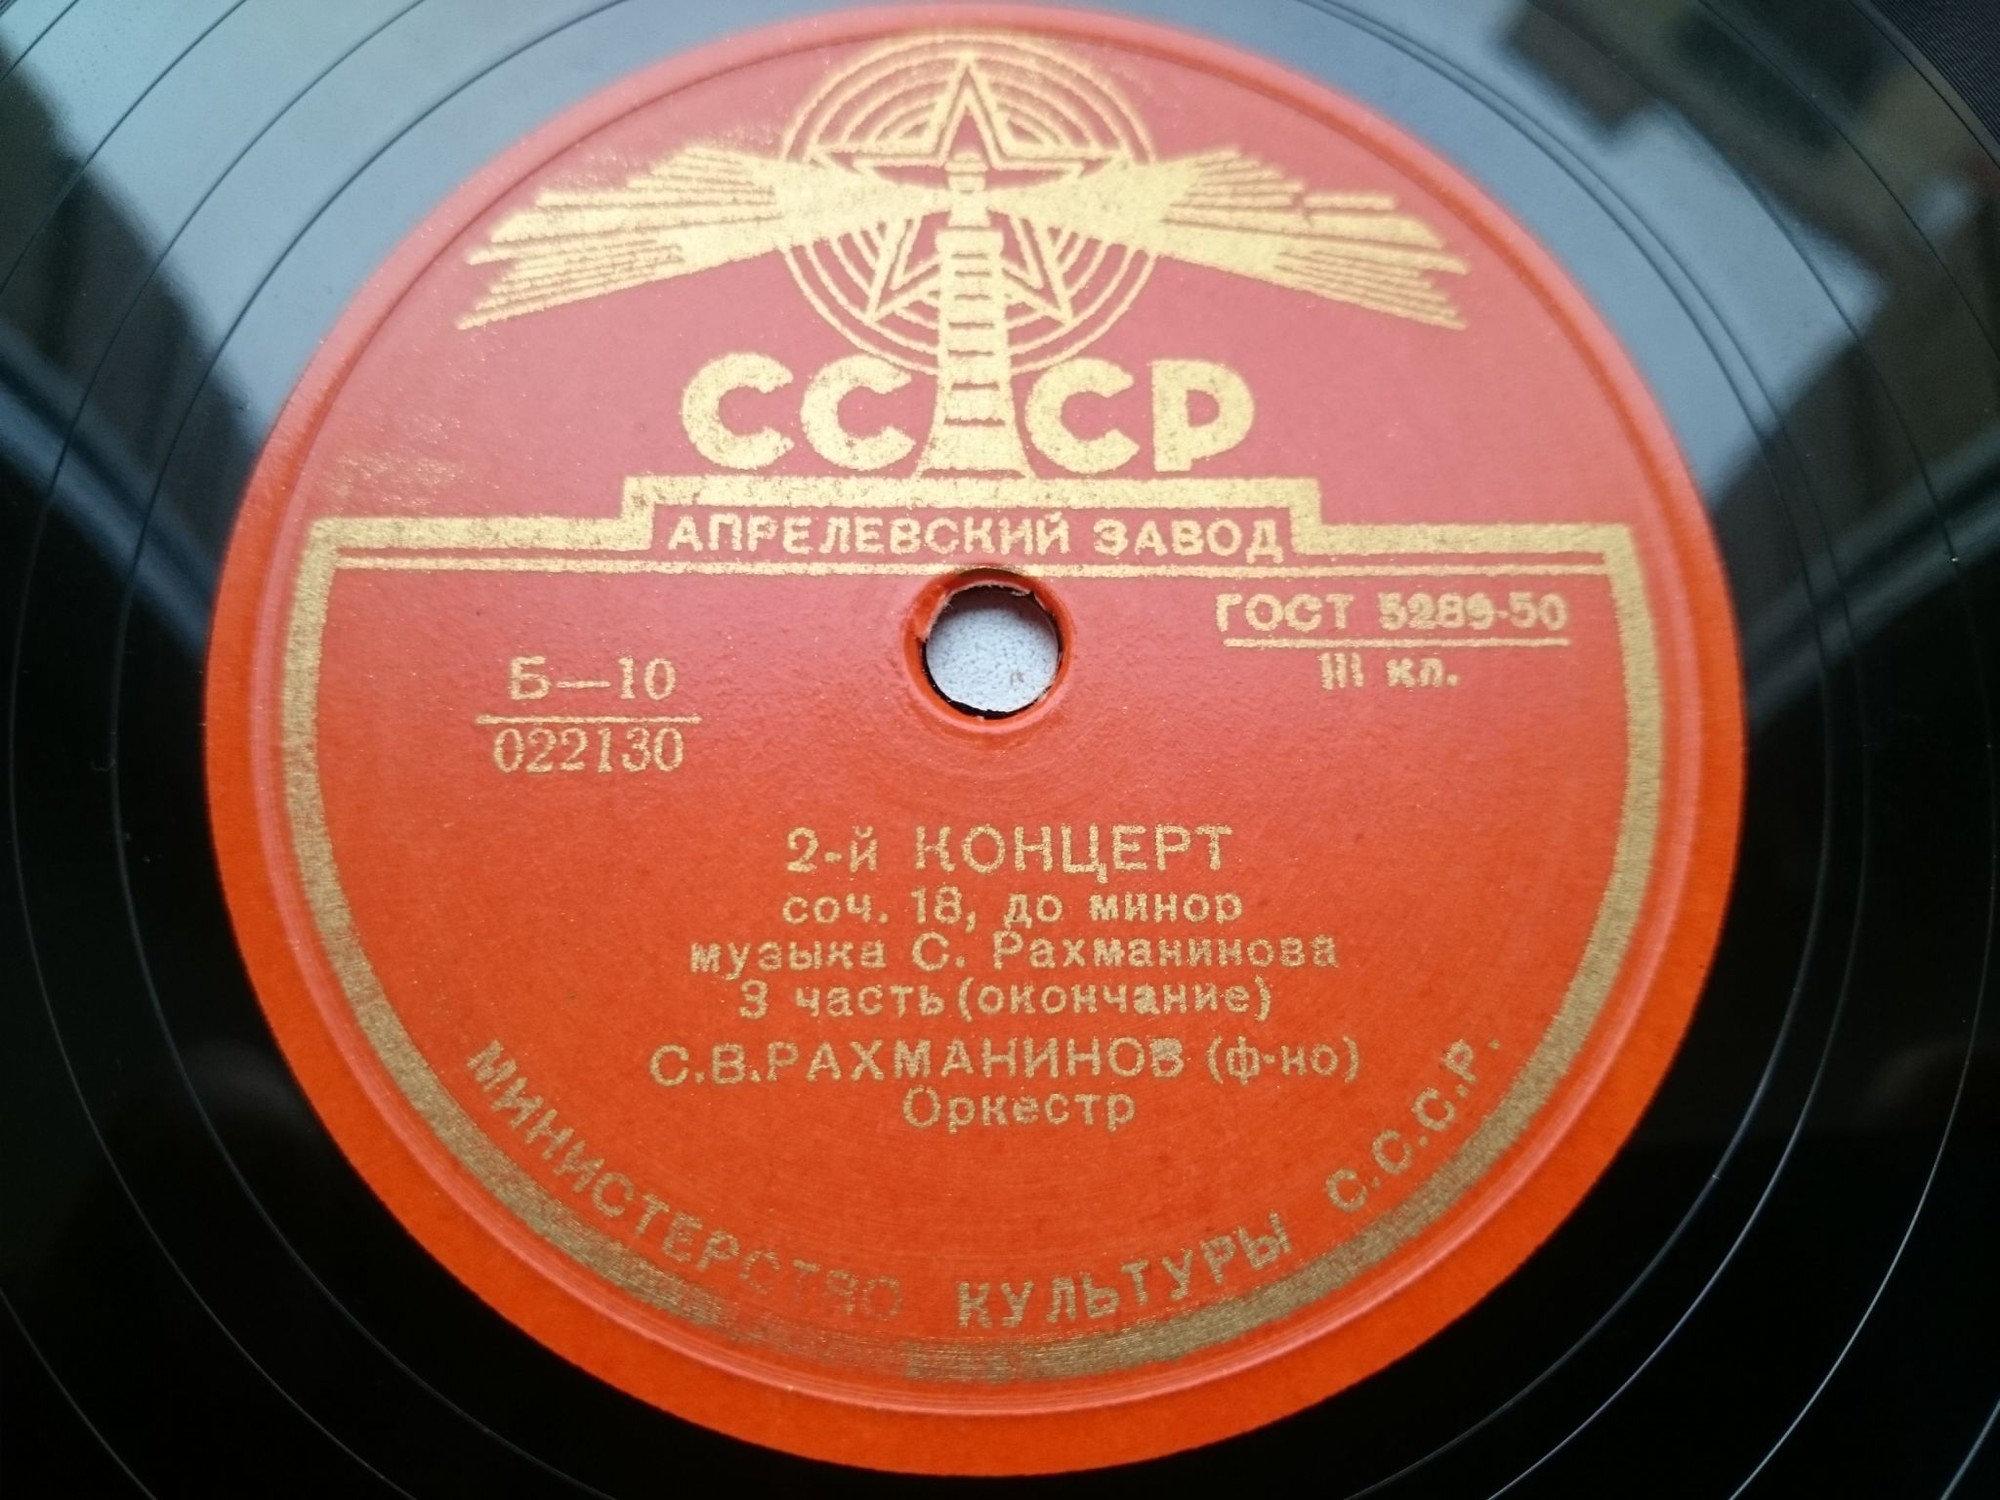 СССР
АПРЕЛЕВСКИЙ ЗАВОД
ГОСТ 5289-50
III кл.
Б—10
022130
2-й КОНЦЕРТ
соч. 18, до минор
музыка С. Рахманинова
3 часть (окончание)
С.В.РАХМАНИНОВ (ф-но)
Оркестр
МИНИСТЕРСТВО КУЛЬТУРЫ С.С.С.Р.